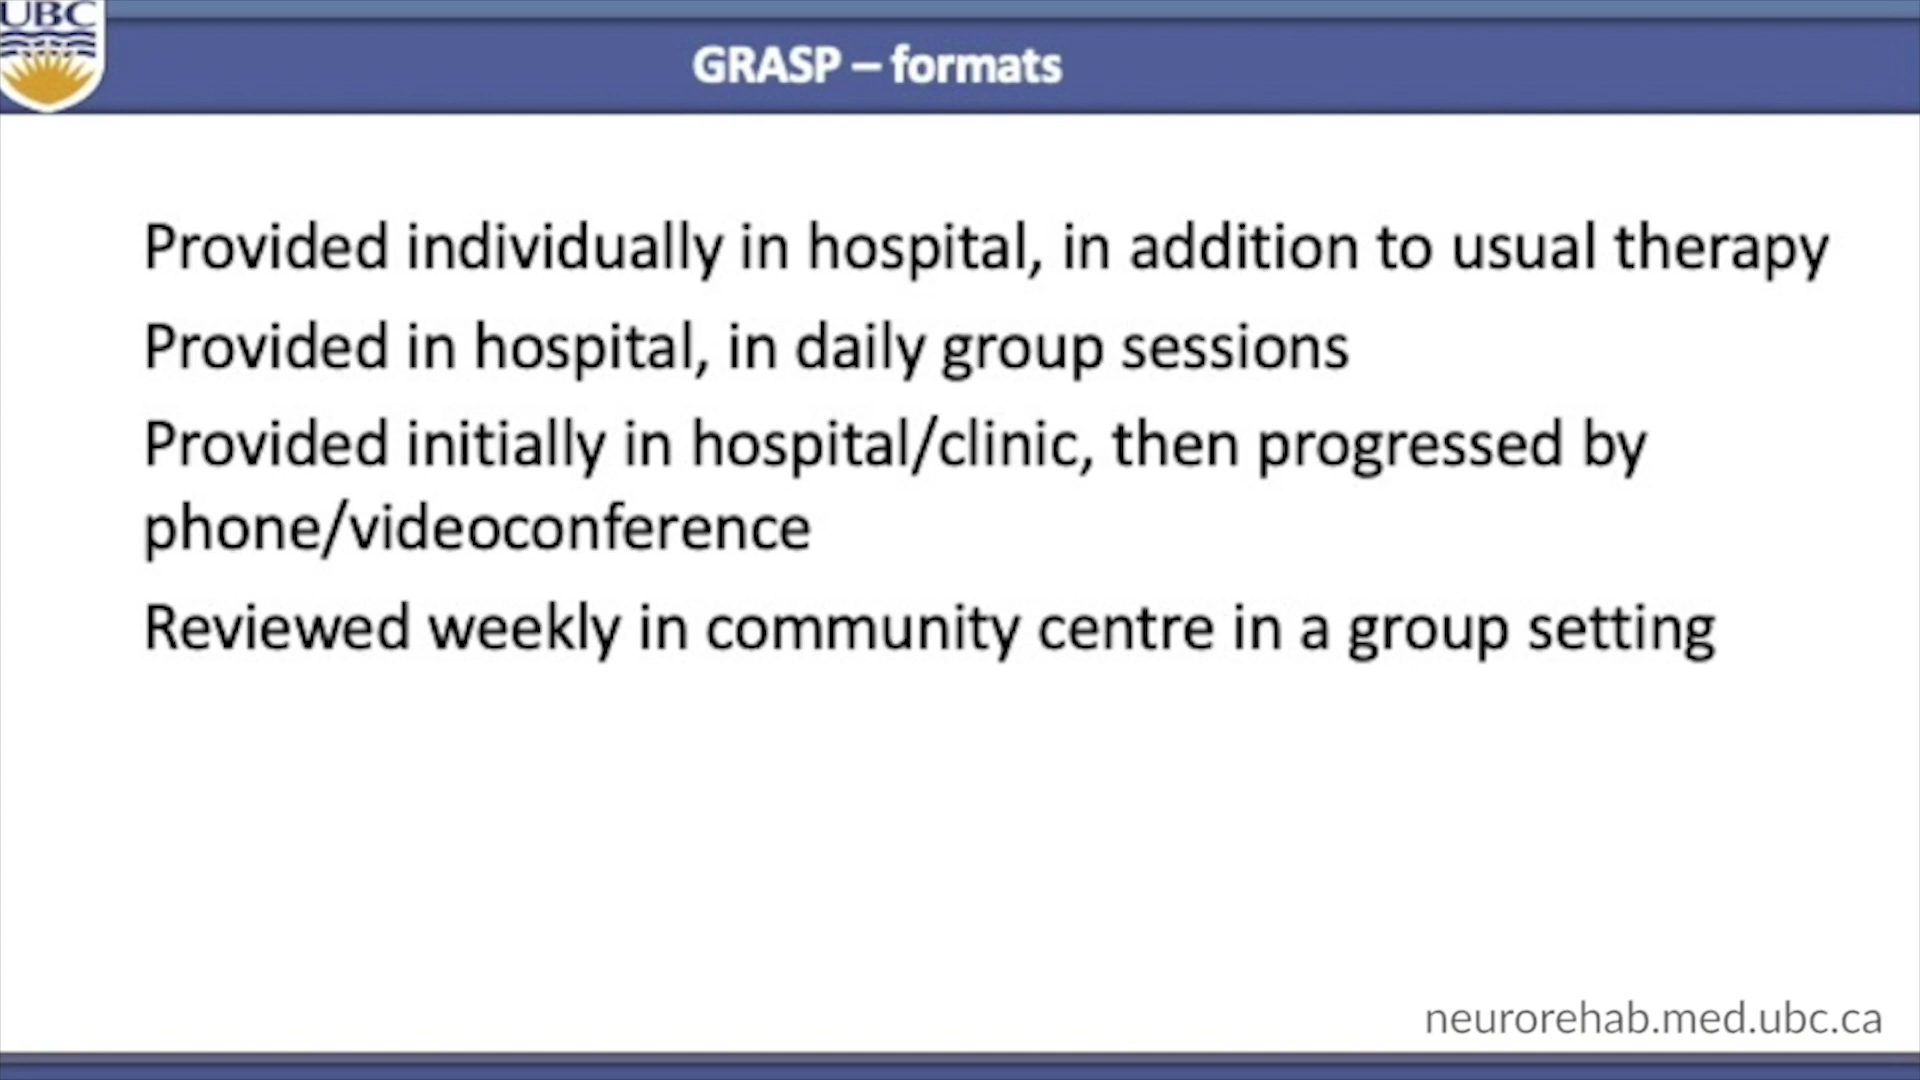 UBC
GRASP – formats
Provided individually in hospital, in addition to usual therapy
Provided in hospital, in daily group sessions
Provided initially in hospital/clinic, then progressed by
phone/videoconference
Reviewed weekly in community centre in a group setting
neurorehab.med.ubc.ca